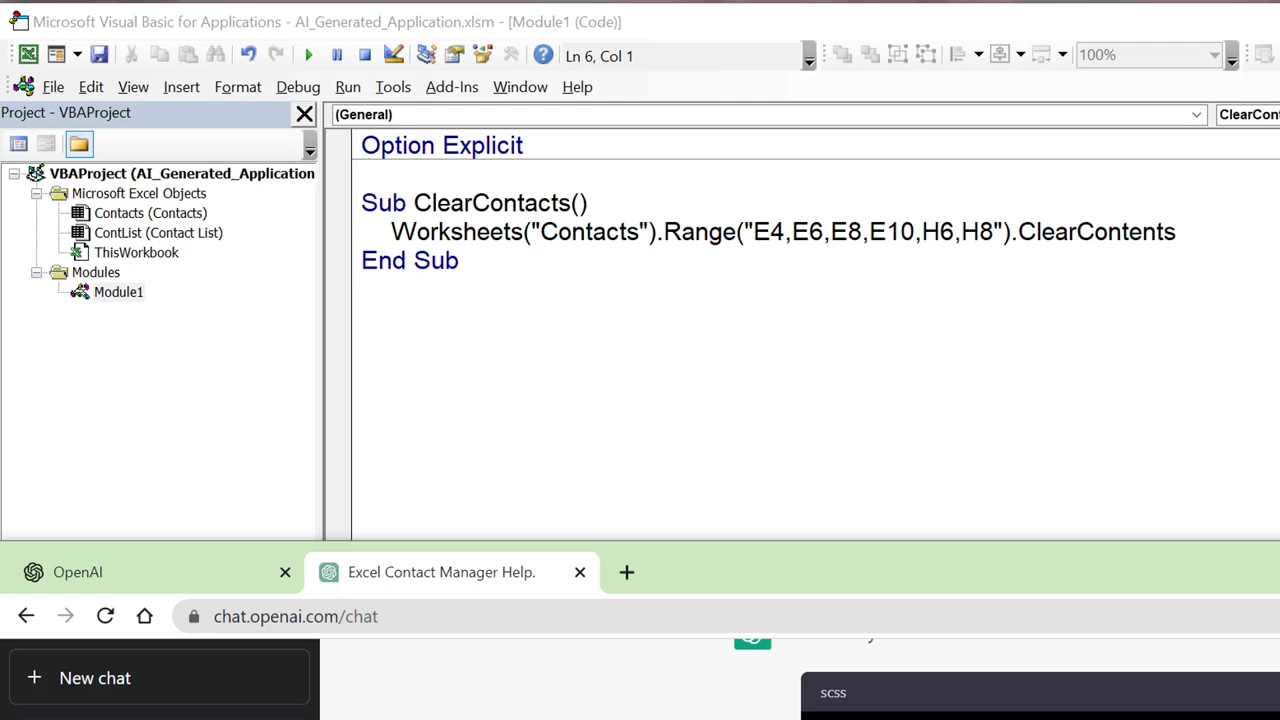 Microsoft Visual Basic for Applications - AI_Generated_Application.xlsm - [Module1 (Code)]
Ln 6, Col 1
100%
File Edit View Insert Format Debug Run Tools Add-Ins Window Help
Project - VBAProject
(General)
ClearCont
VBAProject (AI_Generated_Application
Microsoft Excel Objects
Contacts (Contacts)
ContList (Contact List)
ThisWorkbook
Modules
Module1
Option Explicit
Sub ClearContacts()
Worksheets("Contacts").Range("E4,E6,E8,E10,H6,H8").ClearContents
End Sub
OpenAI
Excel Contact Manager Help.
chat.openai.com/chat
New chat
scss